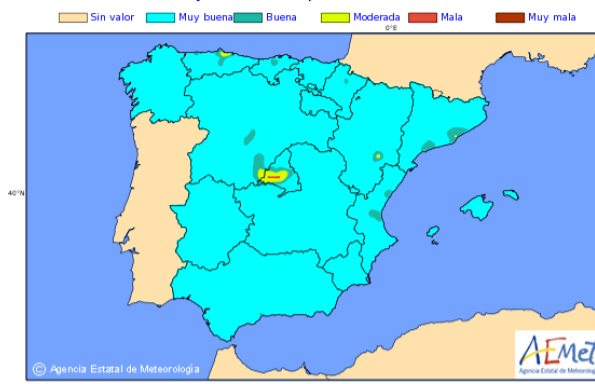 Sin valor Muy buena Buena Moderada Mala Muy mala
0°E
40°N
© Agencia Estatal de Meteorología
AEMet
Agencia Estatal de Meteorología